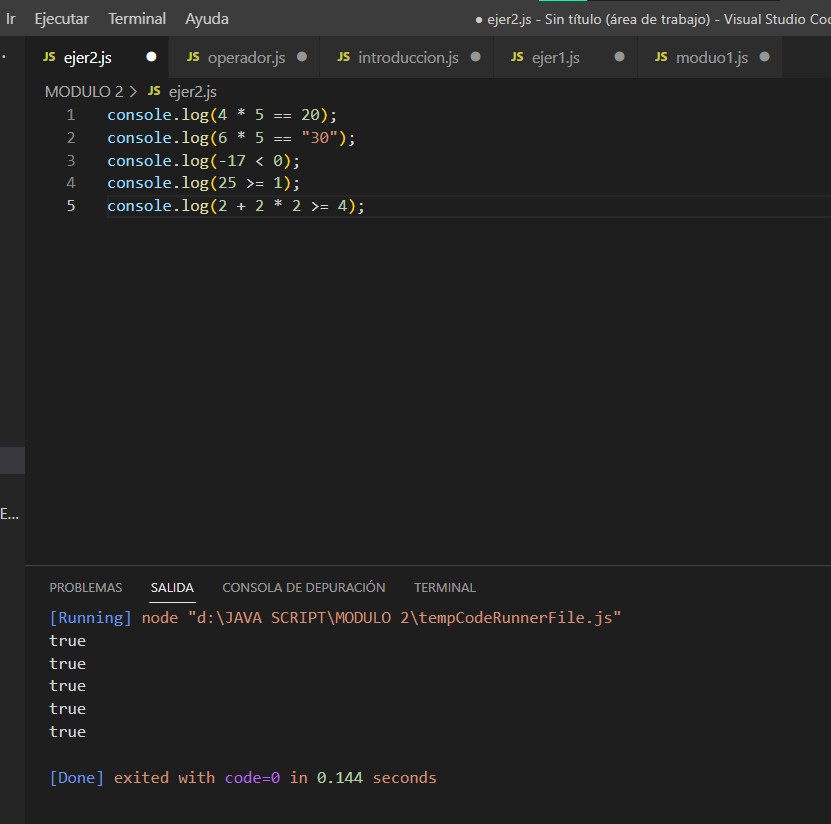 Ir Ejecutar Terminal Ayuda ● ejer2.js - Sin título (área de trabajo) - Visual Studio
JS ejer2.js ● JS operador.js ● JS introduccion.js ● JS ejer1.js ● JS moduo1.js ●
MODULO 2 > JS ejer2.js
1 console.log(4 * 5 == 20);
2 console.log(6 * 5 == "30");
3 console.log(-17 < 0);
4 console.log(25 >= 1);
5 console.log(2 + 2 * 2 >= 4);
E...
PROBLEMAS SALIDA CONSOLA DE DEPURACIÓN TERMINAL
[Running] node "d:\JAVA SCRIPT\MODULO 2\tempCodeRunnerFile.js"
true
true
true
true
true
[Done] exited with code=0 in 0.144 seconds